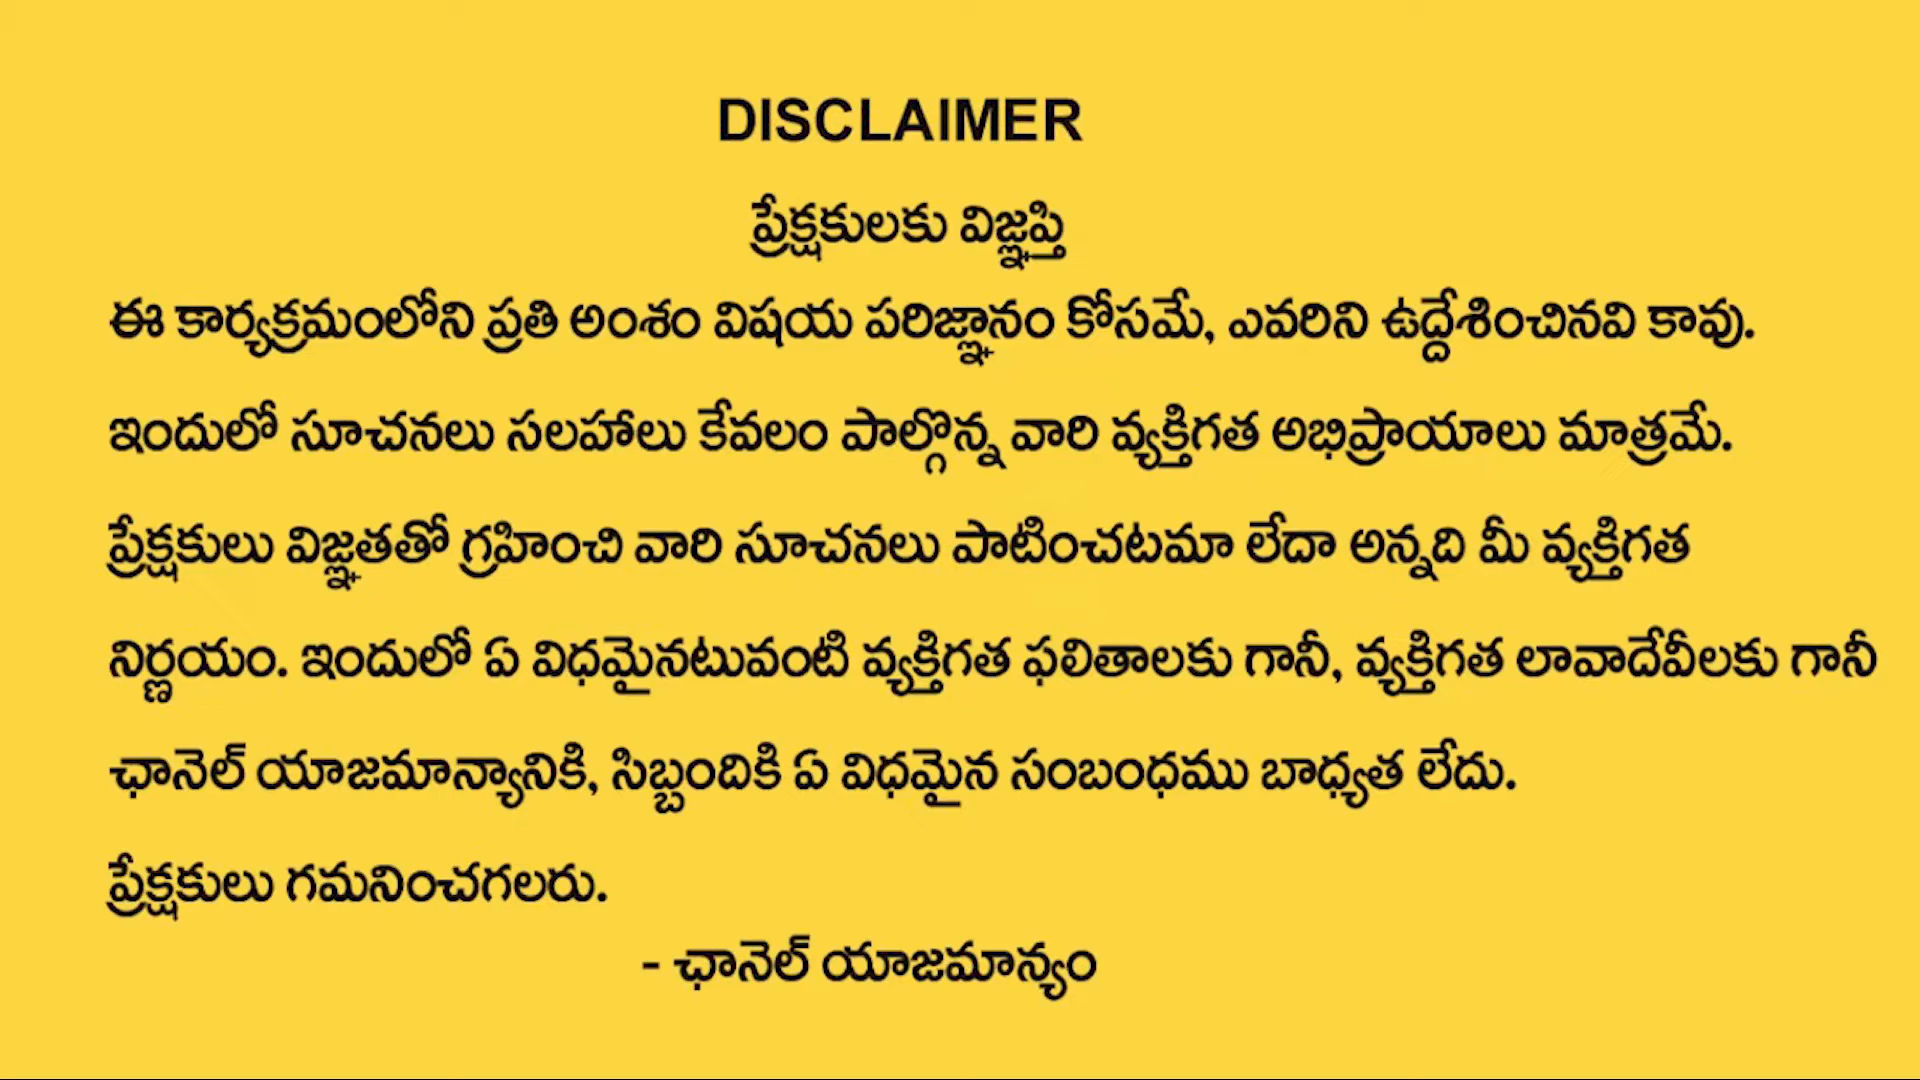 DISCLAIMER
ప్రేక్షకులకు విజ్ఞప్తి
ఈ కార్యక్రమంలోని ప్రతి అంశం విషయ పరిజ్ఞానం కోసమే, ఎవరిని ఉద్దేశించినవి కావు.
ఇందులో సూచనలు సలహాలు కేవలం పాల్గొన్న వారి వ్యక్తిగత అభిప్రాయాలు మాత్రమే.
ప్రేక్షకులు విజ్ఞతతో గ్రహించి వారి సూచనలు పాటించటమా లేదా అన్నది మీ వ్యక్తిగత
నిర్ణయం. ఇందులో ఏ విధమైనటువంటి వ్యక్తిగత ఫలితాలకు గానీ, వ్యక్తిగత లావాదేవీలకు గానీ
ఛానెల్ యాజమాన్యానికి, సిబ్బందికి ఏ విధమైన సంబంధము బాధ్యత లేదు.
ప్రేక్షకులు గమనించగలరు.
- ఛానెల్ యాజమాన్యం